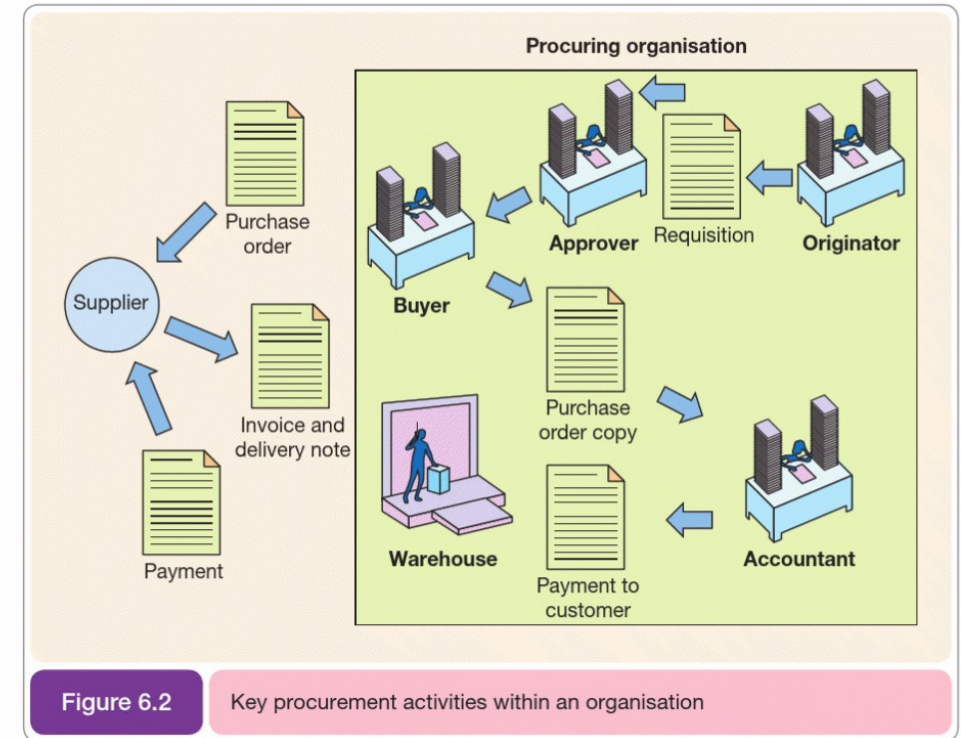 Procuring organisation
Purchase
order
Supplier
Invoice and
delivery note
Payment
Approver
Requisition
Originator
Buyer
Purchase
order copy
Warehouse
Accountant
Payment to
customer
Figure 6.2
Key procurement activities within an organisation